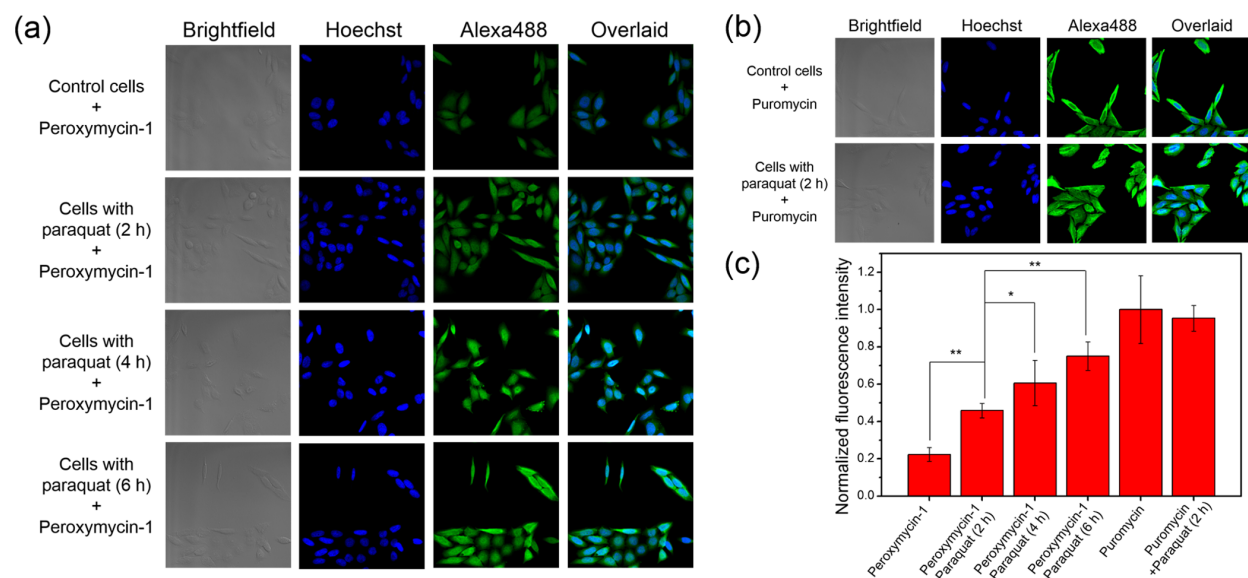 (a)
Brightfield
Hoechst
Alexa488
Overlaid
Control cells
+
Peroxymycin-1
Cells with
paraquat (2 h)
+
Peroxymycin-1
Cells with
paraquat (4 h)
+
Peroxymycin-1
Cells with
paraquat (6 h)
+
Peroxymycin-1
(b)
Brightfield
Hoechst
Alexa488
Overlaid
Control cells
+
Puromycin
Cells with
paraquat (2 h)
+
Puromycin
(c)
Normalized fluorescence intensity
1.2
1.0
0.8
0.6
0.4
0.2
0.0
**
*
**
Peroxymycin-1
Peroxymycin-1
Paraquat (2 h)
Peroxymycin-1
Paraquat (4 h)
Peroxymycin-1
Paraquat (6 h)
Puromycin
Puromycin
+Paraquat (2 h)